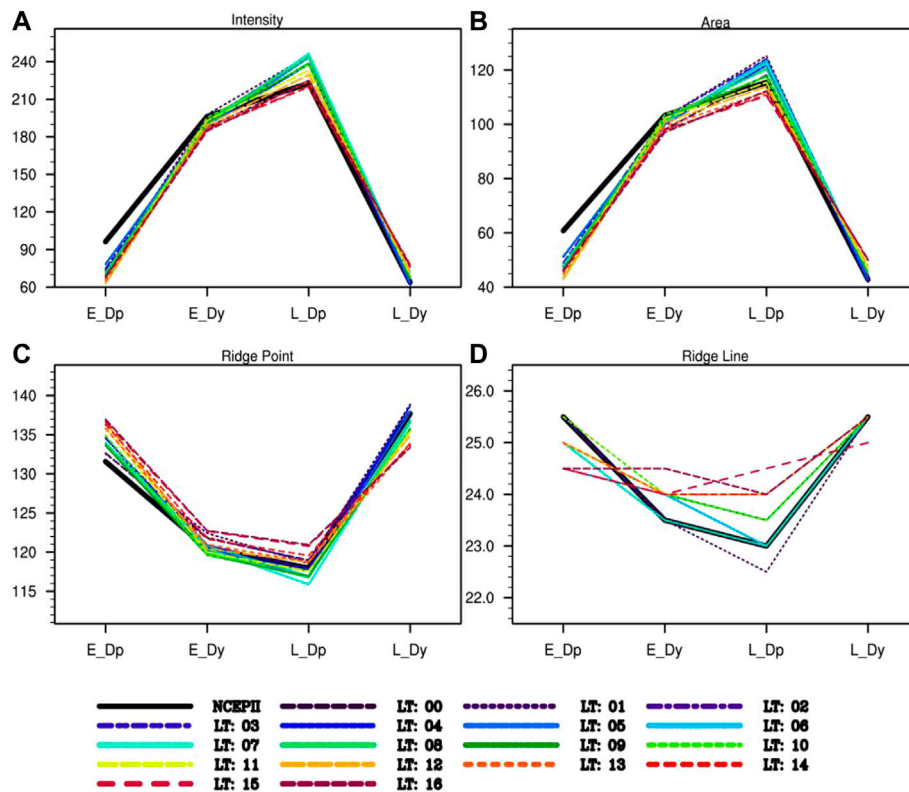 A Intensity B Area
240
210
180
150
120
90
60
E_Dp E_Dy L_Dp L_Dy
120
100
80
60
40
E_Dp E_Dy L_Dp L_Dy
C Ridge Point D Ridge Line
140
135
130
125
120
115
E_Dp E_Dy L_Dp L_Dy
26.0
25.0
24.0
23.0
22.0
E_Dp E_Dy L_Dp L_Dy
NCEPII LT: 00 LT: 01 LT: 02
LT: 03 LT: 04 LT: 05 LT: 06
LT: 07 LT: 08 LT: 09 LT: 10
LT: 11 LT: 12 LT: 13 LT: 14
LT: 15 LT: 16